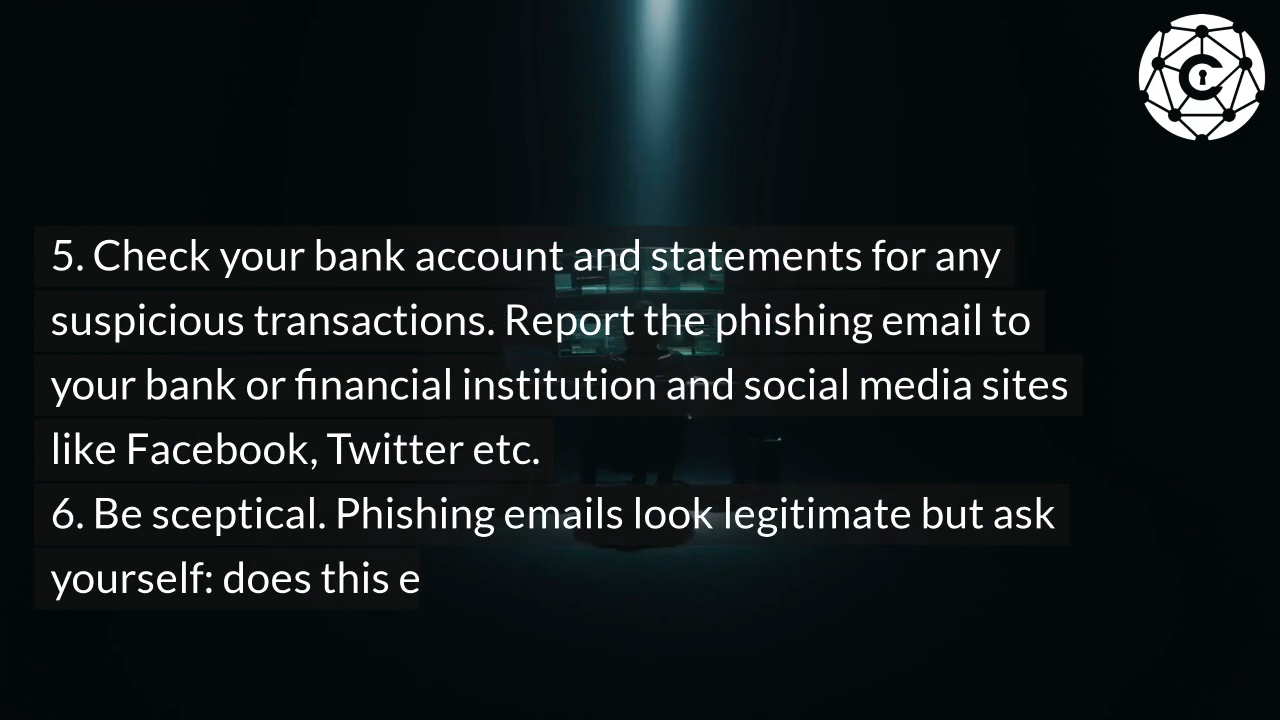 5. Check your bank account and statements for any
suspicious transactions. Report the phishing email to
your bank or financial institution and social media sites
like Facebook, Twitter etc.
6. Be sceptical. Phishing emails look legitimate but ask
yourself: does this e